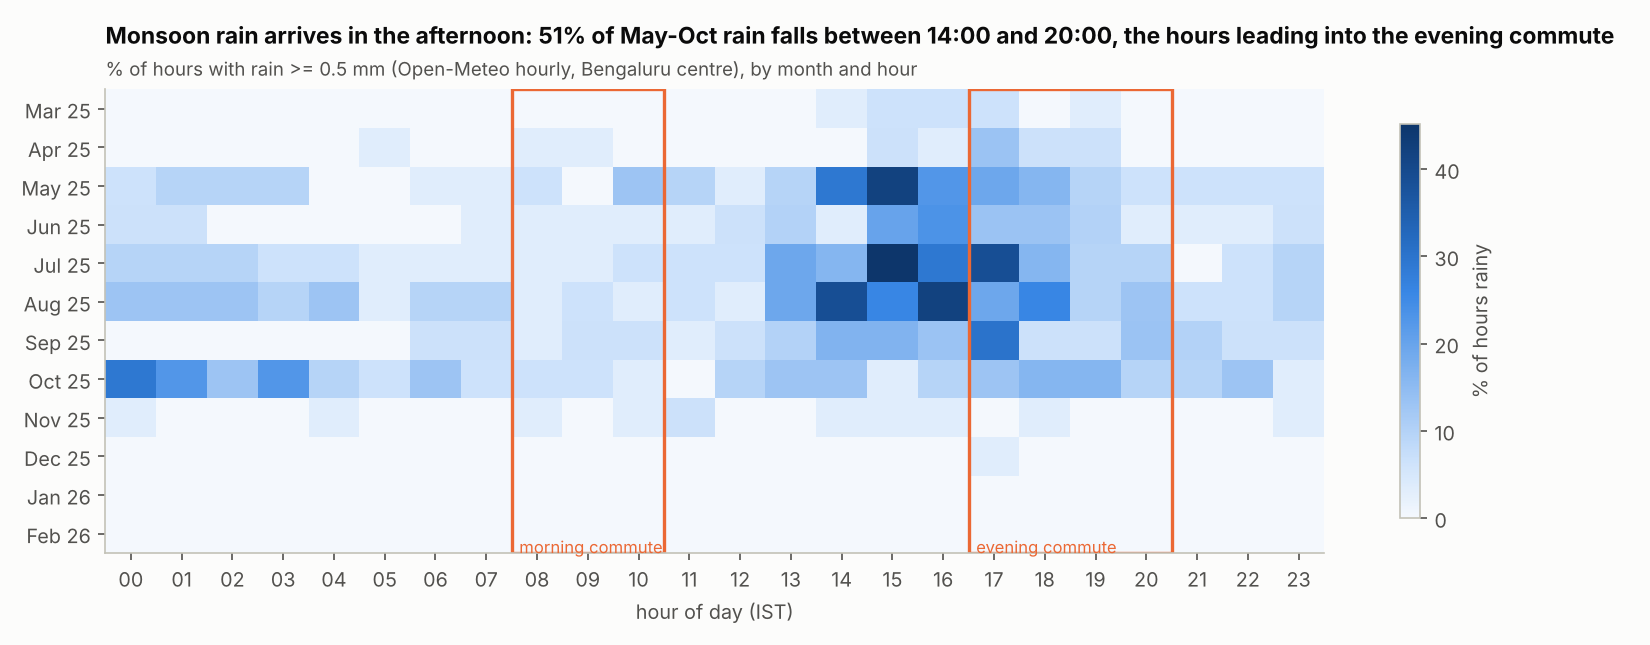 Monsoon rain arrives in the afternoon: 51% of May-Oct rain falls between 14:00 and 20:00, the hours leading into the evening commute
% of hours with rain >= 0.5 mm (Open-Meteo hourly, Bengaluru centre), by month and hour
Mar 25
Apr 25
May 25
Jun 25
Jul 25
Aug 25
Sep 25
Oct 25
Nov 25
Dec 25
Jan 26
Feb 26
morning commute
evening commute
00 01 02 03 04 05 06 07 08 09 10 11 12 13 14 15 16 17 18 19 20 21 22 23
hour of day (IST)
40
30
20
10
0
% of hours rainy